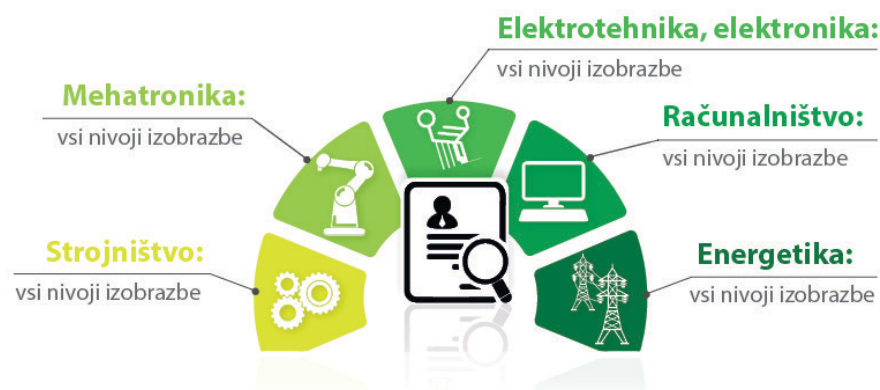 Elektrotehnika, elektronika:
vsi nivoji izobrazbe
Mehatronika:
vsi nivoji izobrazbe
Računalništvo:
vsi nivoji izobrazbe
Strojništvo:
vsi nivoji izobrazbe
Energetika:
vsi nivoji izobrazbe